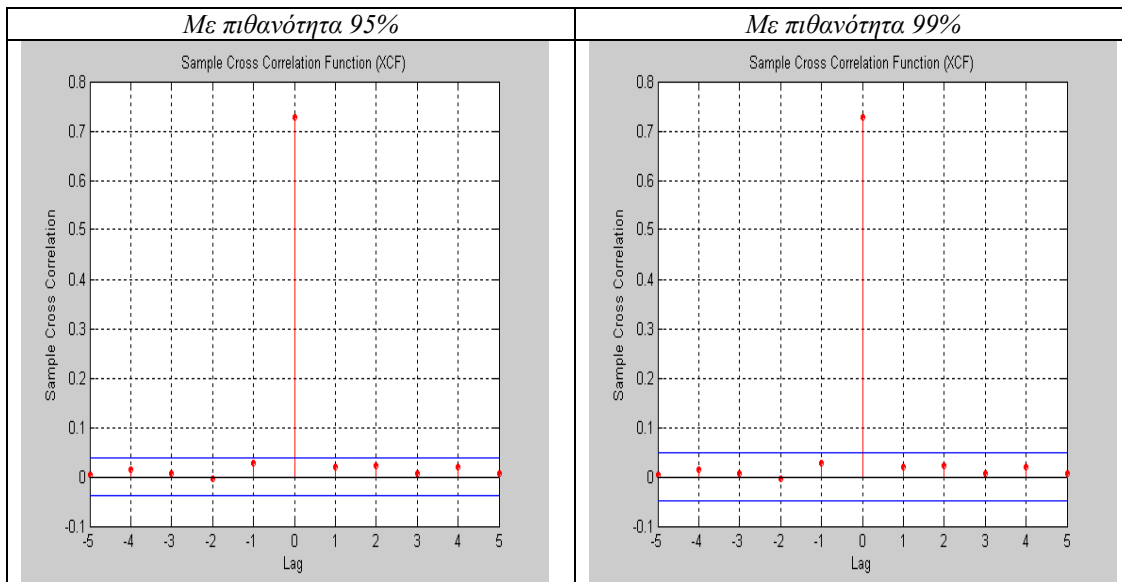 Με πιθανότητα 95%
Με πιθανότητα 99%
Sample Cross Correlation Function (XCF)
Sample Cross Correlation
0.8
0.7
0.6
0.5
0.4
0.3
0.2
0.1
0
-0.1
-5 -4 -3 -2 -1 0 1 2 3 4 5
Lag
Sample Cross Correlation Function (XCF)
Sample Cross Correlation
0.8
0.7
0.6
0.5
0.4
0.3
0.2
0.1
0
-0.1
-5 -4 -3 -2 -1 0 1 2 3 4 5
Lag